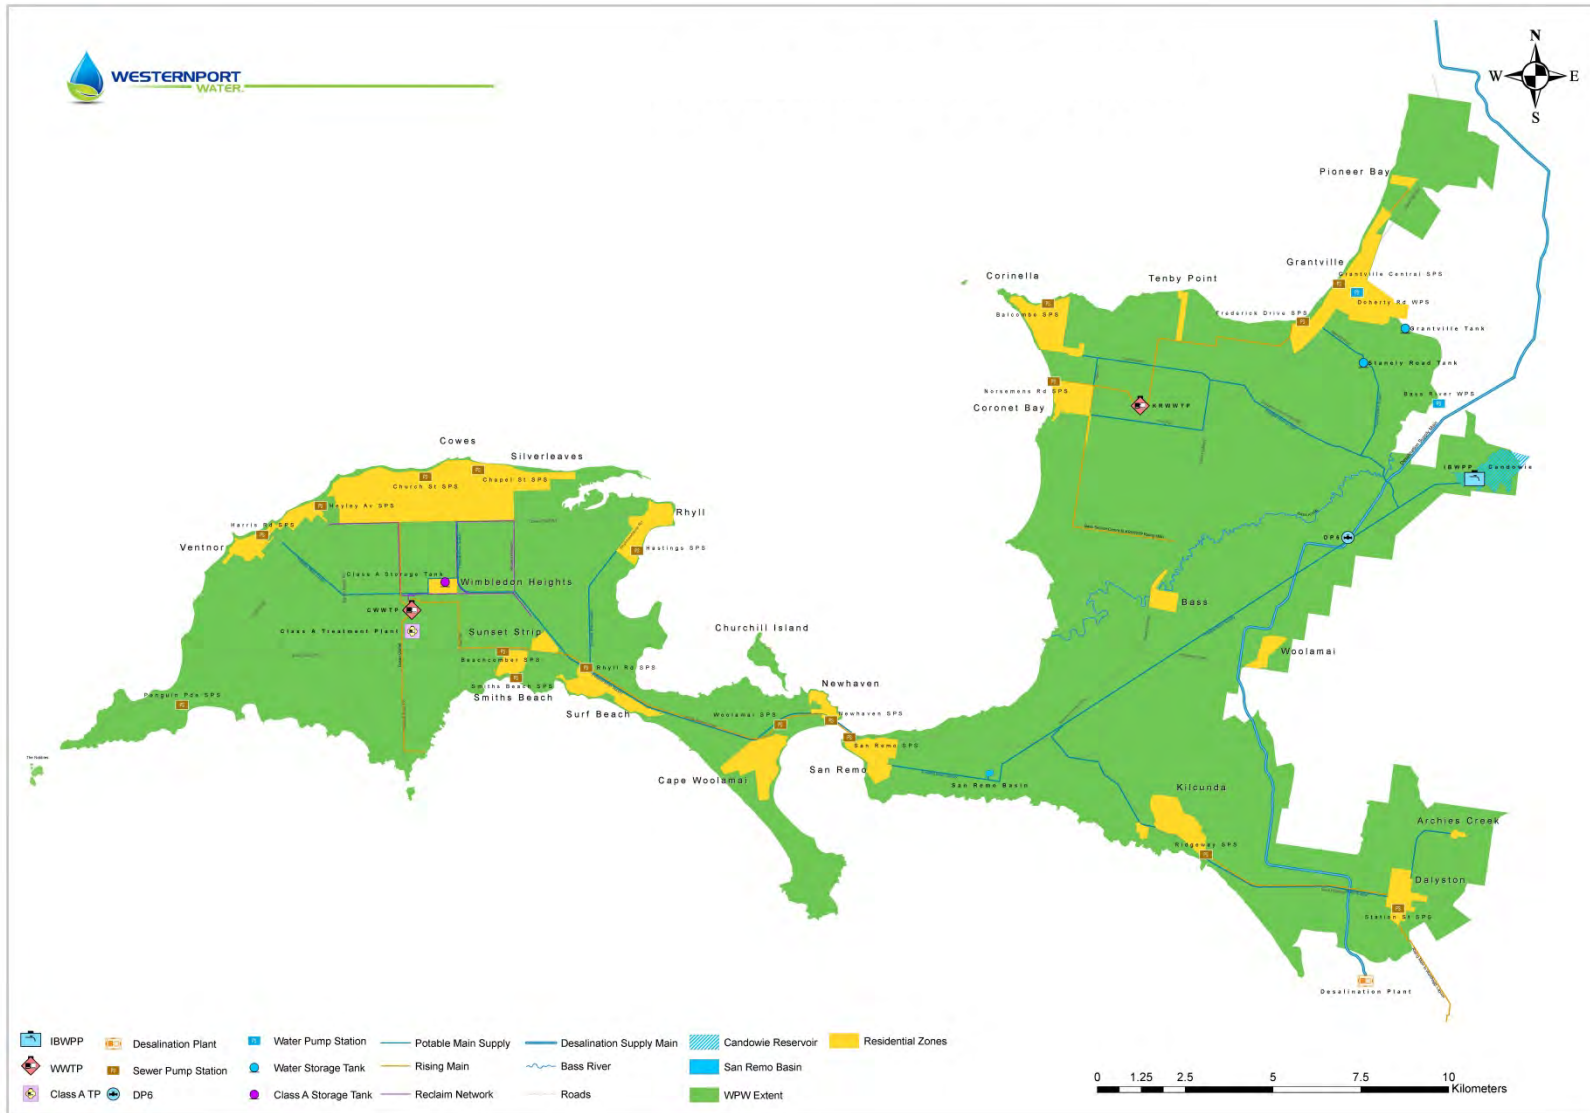 WESTERNPORT
WATER
N
W E
S
Pioneer Bay
Grantville
Grantville Central SPS
Doherty Rd WPS
Frederick Drive SPS
Grantville Tank
Tenby Point
Corinella
Balcombe SPS
Bass River WPS
Norsemens Rd SPS
Coronet Bay
IBWPP
Candowie
DP6
Cowes
Silverleaves
Church St SPS
Chapel St SPS
Harris Rd SPS
Ventnor
Rhyll
Hastings SPS
Class A Storage Tank
Wimbledon Heights
CWWTP
Sunset Strip
Beachcomber SPS
Smiths Beach SPS
Smiths Beach
Rhyll Rd SPS
Surf Beach
Penguin Pde SPS
Churchill Island
Newhaven
Newhaven SPS
Woolamai SPS
Cape Woolamai
San Remo SPS
San Remo
San Remo Basin
Bass
Woolamai
Kilcunda
Ridgeway SPS
Archies Creek
Dalyston
Station St SPS
Desalination Plant
IBWPP
WWTP
Class A TP
Desalination Plant
Sewer Pump Station
DP6
Water Pump Station
Water Storage Tank
Class A Storage Tank
Potable Main Supply
Rising Main
Reclaim Network
Desalination Supply Main
Bass River
Roads
Candowie Reservoir
San Remo Basin
WPW Extent
Residential Zones
0 1.25 2.5 5 7.5 10
Kilometers